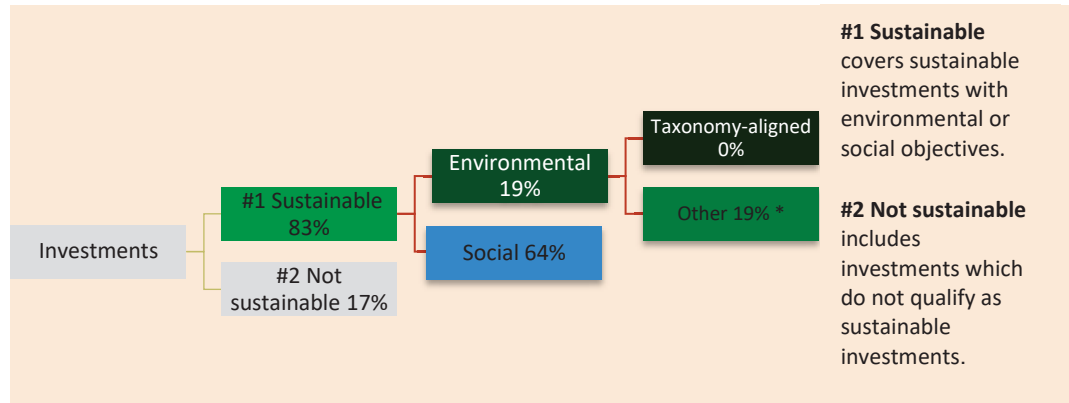 Investments
#1 Sustainable
83%
#2 Not
sustainable 17%
Environmental
19%
Social 64%
Taxonomy-aligned
0%
Other 19% *
#1 Sustainable
covers sustainable
investments with
environmental or
social objectives.
#2 Not sustainable
includes
investments which
do not qualify as
sustainable
investments.